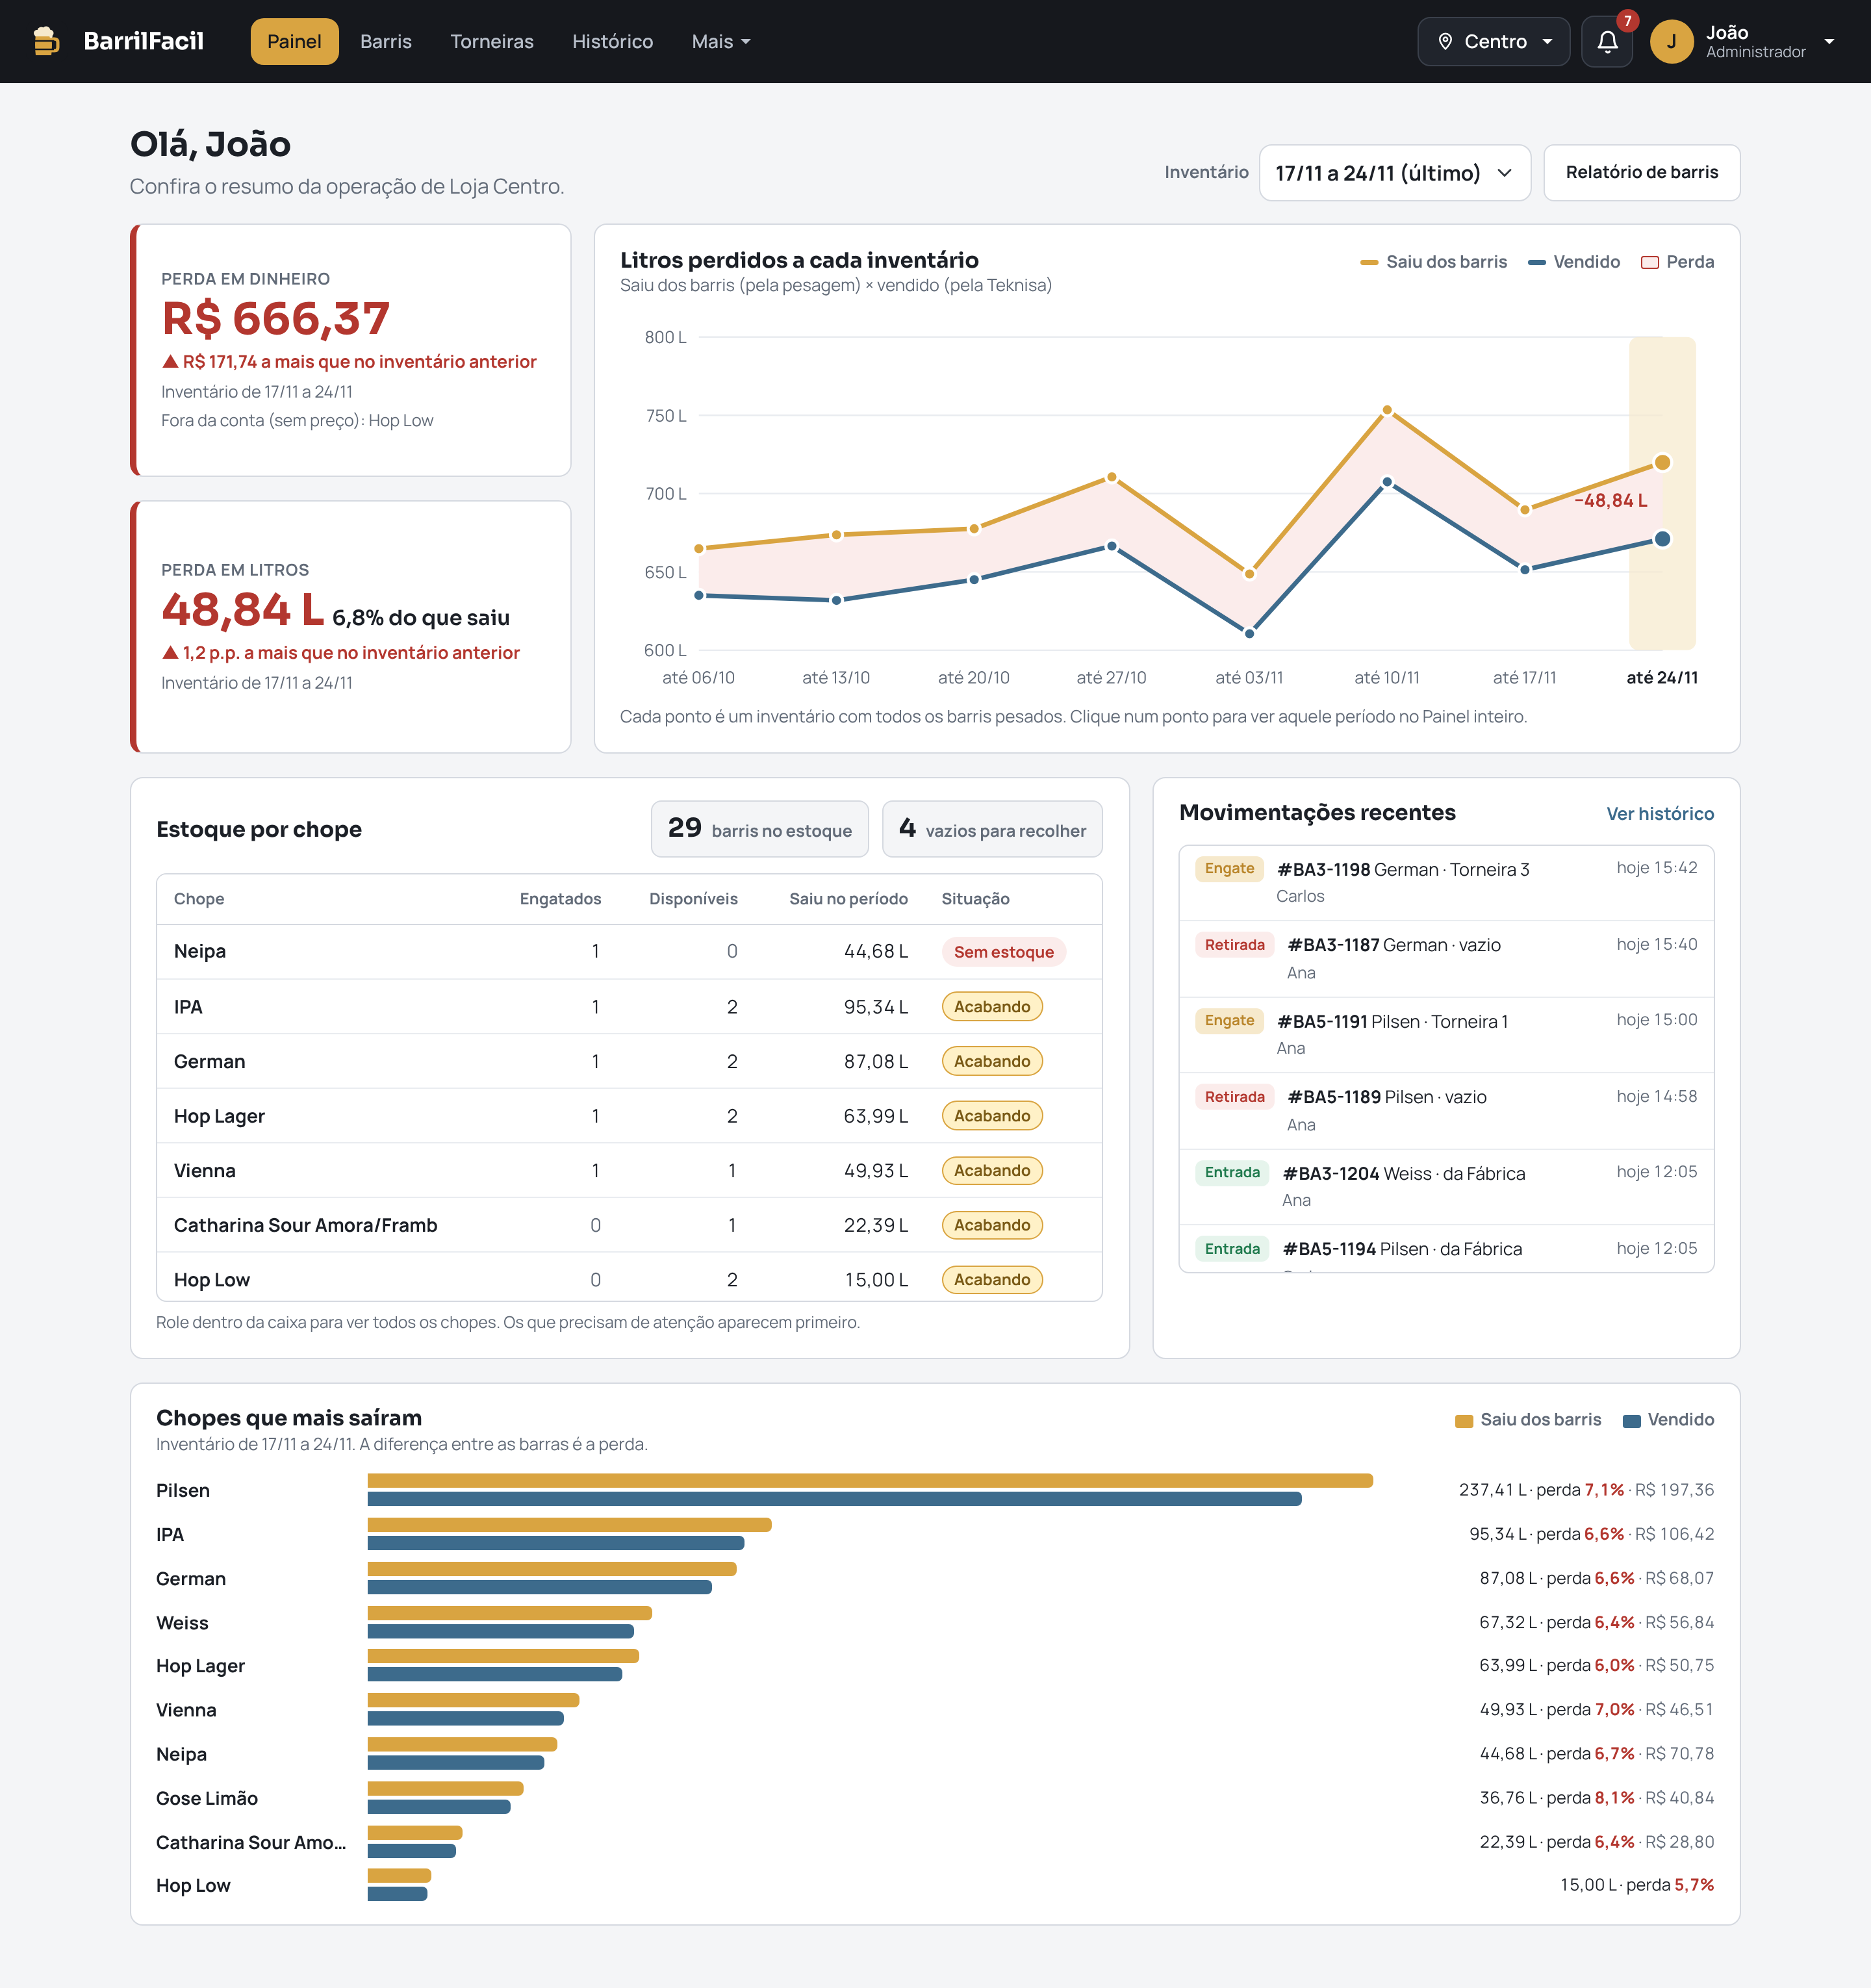 BarrilFacil
Painel
Barris
Torneiras
Histórico
Mais
Centro
7
J
João
Administrador
Olá, João
Confira o resumo da operação de Loja Centro.
Inventário
17/11 a 24/11 (último)
Relatório de barris
PERDA EM DINHEIRO
R$ 666,37
▲ R$ 171,74 a mais que no inventário anterior
Inventário de 17/11 a 24/11
Fora da conta (sem preço): Hop Low
PERDA EM LITROS
48,84 L 6,8% do que saiu
▲ 1,2 p.p. a mais que no inventário anterior
Inventário de 17/11 a 24/11
Litros perdidos a cada inventário
Saiu dos barris (pela pesagem) × vendido (pela Teknisa)
Saiu dos barris
Vendido
Perda
800 L
750 L
700 L
650 L
600 L
−48,84 L
até 06/10
até 13/10
até 20/10
até 27/10
até 03/11
até 10/11
até 17/11
até 24/11
Cada ponto é um inventário com todos os barris pesados. Clique num ponto para ver aquele período no Painel inteiro.
Estoque por chope
29 barris no estoque
4 vazios para recolher
Chope Engatados Disponíveis Saiu no período Situação
Neipa 1 0 44,68 L Sem estoque
IPA 1 2 95,34 L Acabando
German 1 2 87,08 L Acabando
Hop Lager 1 2 63,99 L Acabando
Vienna 1 1 49,93 L Acabando
Catharina Sour Amora/Framb 0 1 22,39 L Acabando
Hop Low 0 2 15,00 L Acabando
Role dentro da caixa para ver todos os chopes. Os que precisam de atenção aparecem primeiro.
Movimentações recentes
Ver histórico
Engate #BA3-1198 German · Torneira 3 hoje 15:42
Carlos
Retirada #BA3-1187 German · vazio hoje 15:40
Ana
Engate #BA5-1191 Pilsen · Torneira 1 hoje 15:00
Ana
Retirada #BA5-1189 Pilsen · vazio hoje 14:58
Ana
Entrada #BA3-1204 Weiss · da Fábrica hoje 12:05
Ana
Entrada #BA5-1194 Pilsen · da Fábrica hoje 12:05
Chopes que mais saíram
Inventário de 17/11 a 24/11. A diferença entre as barras é a perda.
Saiu dos barris
Vendido
Pilsen 237,41 L · perda 7,1% · R$ 197,36
IPA 95,34 L · perda 6,6% · R$ 106,42
German 87,08 L · perda 6,6% · R$ 68,07
Weiss 67,32 L · perda 6,4% · R$ 56,84
Hop Lager 63,99 L · perda 6,0% · R$ 50,75
Vienna 49,93 L · perda 7,0% · R$ 46,51
Neipa 44,68 L · perda 6,7% · R$ 70,78
Gose Limão 36,76 L · perda 8,1% · R$ 40,84
Catharina Sour Amo... 22,39 L · perda 6,4% · R$ 28,80
Hop Low 15,00 L · perda 5,7%